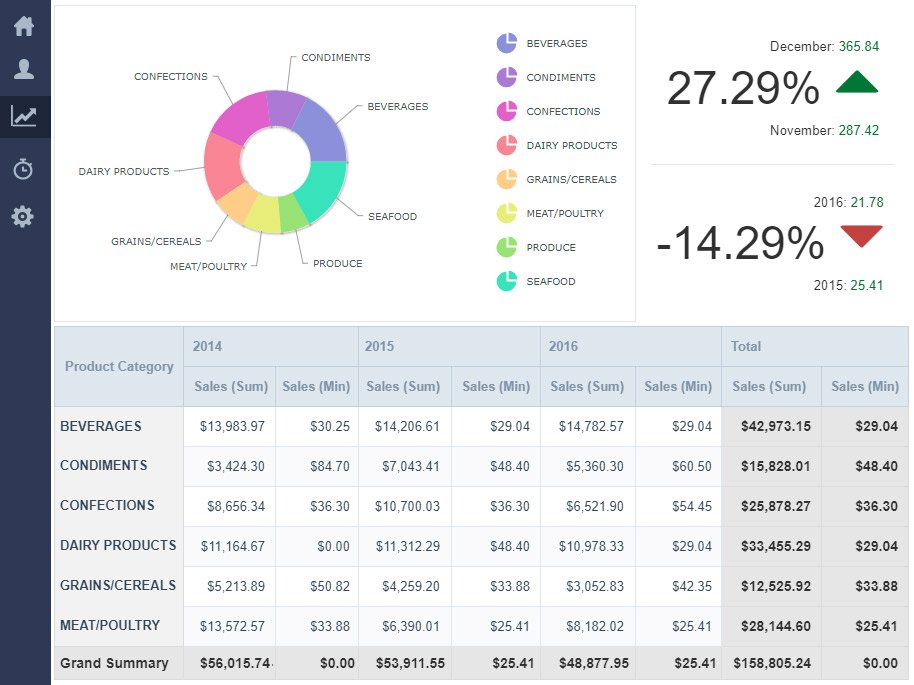 CONDIMENTS
CONFECTIONS
BEVERAGES
DAIRY PRODUCTS
SEAFOOD
GRAINS/CEREALS
MEAT/POULTRY
PRODUCE
BEVERAGES
CONDIMENTS
CONFECTIONS
DAIRY PRODUCTS
GRAINS/CEREALS
MEAT/POULTRY
PRODUCE
SEAFOOD
December: 365.84
27.29%
November: 287.42
2016: 21.78
-14.29%
2015: 25.41
Product Category 2014 2015 2016 Total
Sales (Sum) Sales (Min) Sales (Sum) Sales (Min) Sales (Sum) Sales (Min) Sales (Sum) Sales (Min)
BEVERAGES $13,983.97 $30.25 $14,206.61 $29.04 $14,782.57 $29.04 $42,973.15 $29.04
CONDIMENTS $3,424.30 $84.70 $7,043.41 $48.40 $5,360.30 $60.50 $15,828.01 $48.40
CONFECTIONS $8,656.34 $36.30 $10,700.03 $36.30 $6,521.90 $54.45 $25,878.27 $36.30
DAIRY PRODUCTS $11,164.67 $0.00 $11,312.29 $48.40 $10,978.33 $29.04 $33,455.29 $29.04
GRAINS/CEREALS $5,213.89 $50.82 $4,259.20 $33.88 $3,052.83 $42.35 $12,525.92 $33.88
MEAT/POULTRY $13,572.57 $33.88 $6,390.01 $25.41 $8,182.02 $25.41 $28,144.60 $25.41
Grand Summary $56,015.74 $0.00 $53,911.55 $25.41 $48,877.95 $25.41 $158,805.24 $0.00